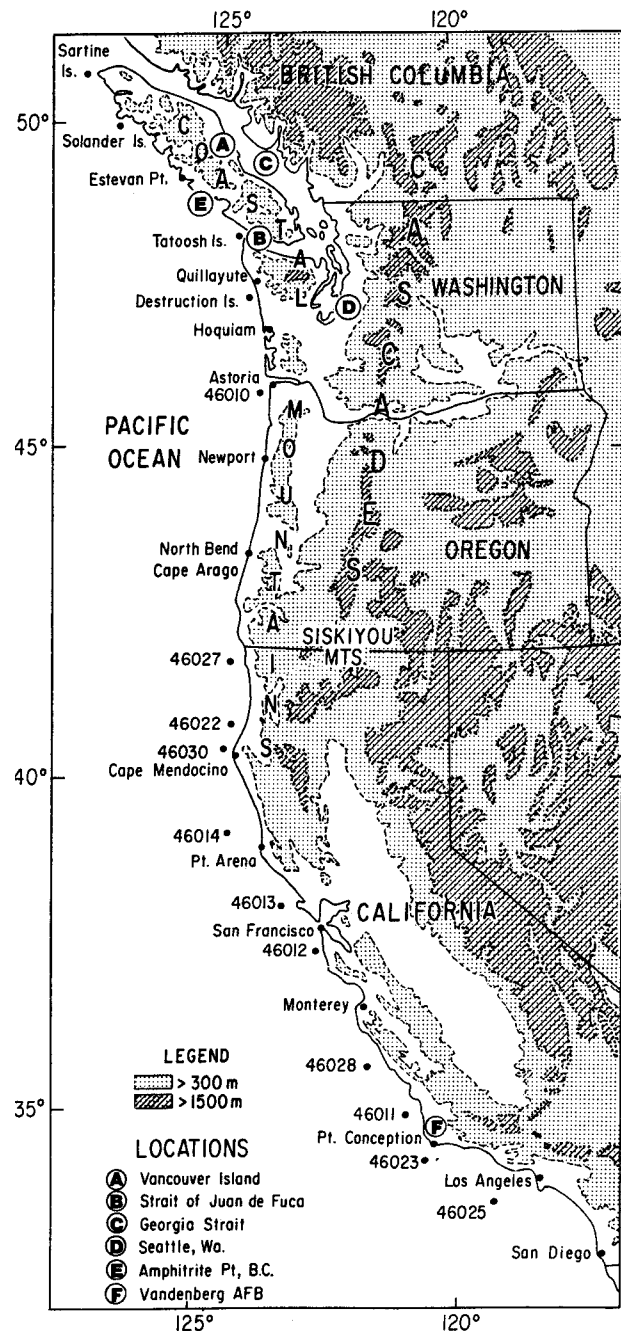 125°
120°
Sartine
Is.
BRITISH COLUMBIA
50°
Solander Is.
Estevan Pt.
A
C
E
B
Tatoosh Is.
Quillayute
Destruction Is.
D
WASHINGTON
Hoquiam
COASTAL
MOUNTAINS
CASCADES
Astoria
46010
PACIFIC
OCEAN
45°
Newport
North Bend
Cape Arago
OREGON
SISKIYOU
MTS.
46027
46022
46030
Cape Mendocino
40°
46014
Pt. Arena
46013
CALIFORNIA
San Francisco
46012
Monterey
46028
35°
46011
F
Pt. Conception
46023
Los Angeles
46025
San Diego
LEGEND
> 300 m
>1500 m
LOCATIONS
A Vancouver Island
B Strait of Juan de Fuca
C Georgia Strait
D Seattle, Wa.
E Amphitrite Pt, B.C.
F Vandenberg AFB
125°
120°